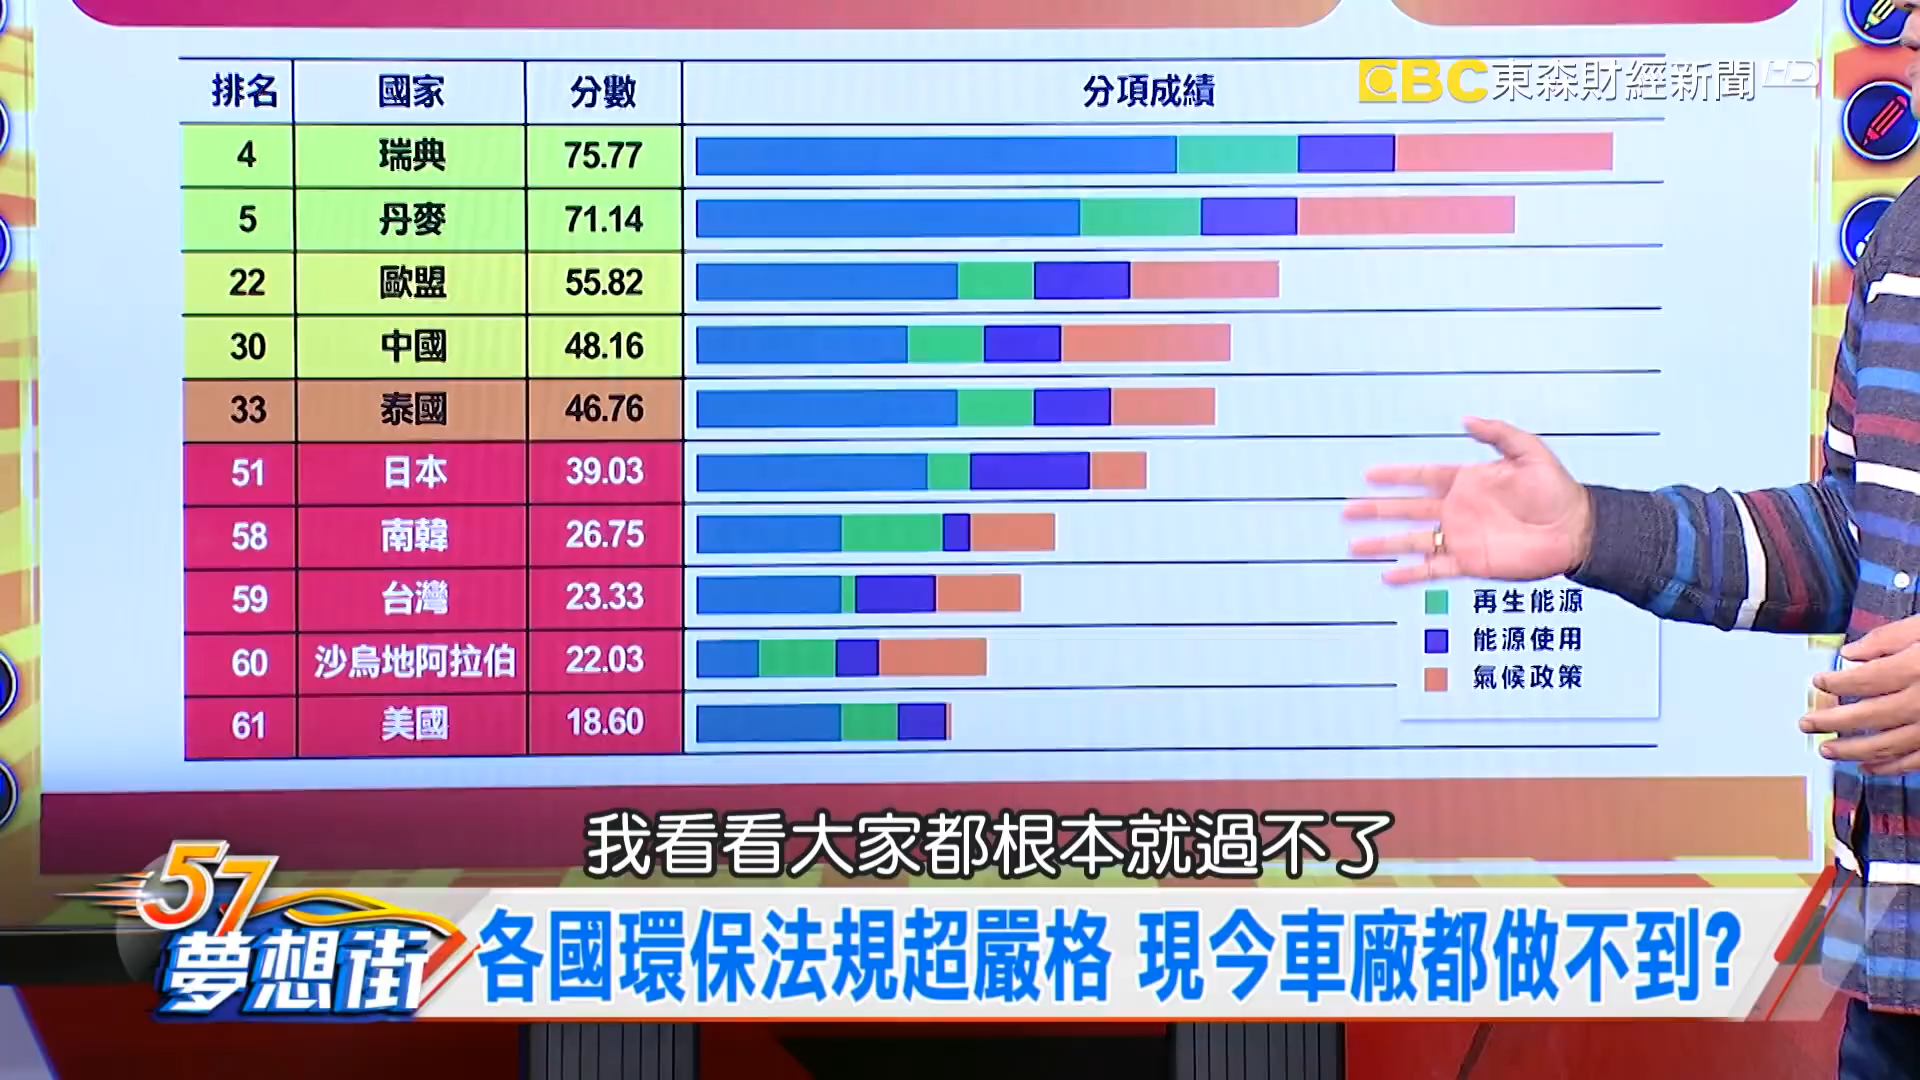 EBC 東森財經新聞 HD
排名 國家 分數 分項成績
4 瑞典 75.77
5 丹麥 71.14
22 歐盟 55.82
30 中國 48.16
33 泰國 46.76
51 日本 39.03
58 南韓 26.75
59 台灣 23.33
60 沙烏地阿拉伯 22.03
61 美國 18.60
再生能源
能源使用
氣候政策
我看看大家都根本就過不了
57
夢想街
各國環保法規超嚴格 現今車廠都做不到?